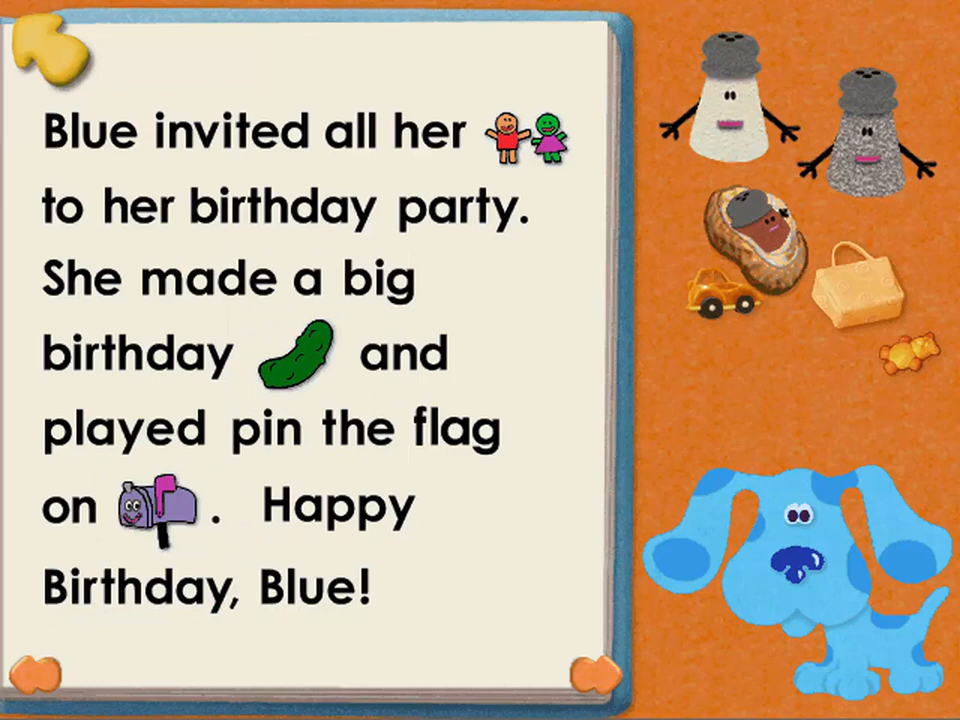 Blue invited all her
to her birthday party.
She made a big
birthday and
played pin the flag
on . Happy
Birthday, Blue!